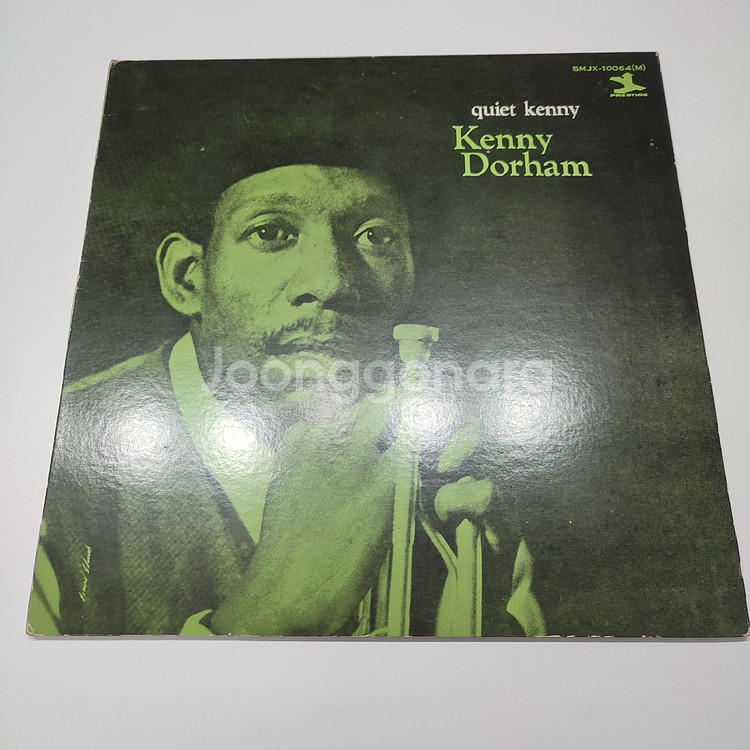 SMJX-10064(M)
PRESTIGE
quiet kenny
Kenny
Dorham
Joonggonara